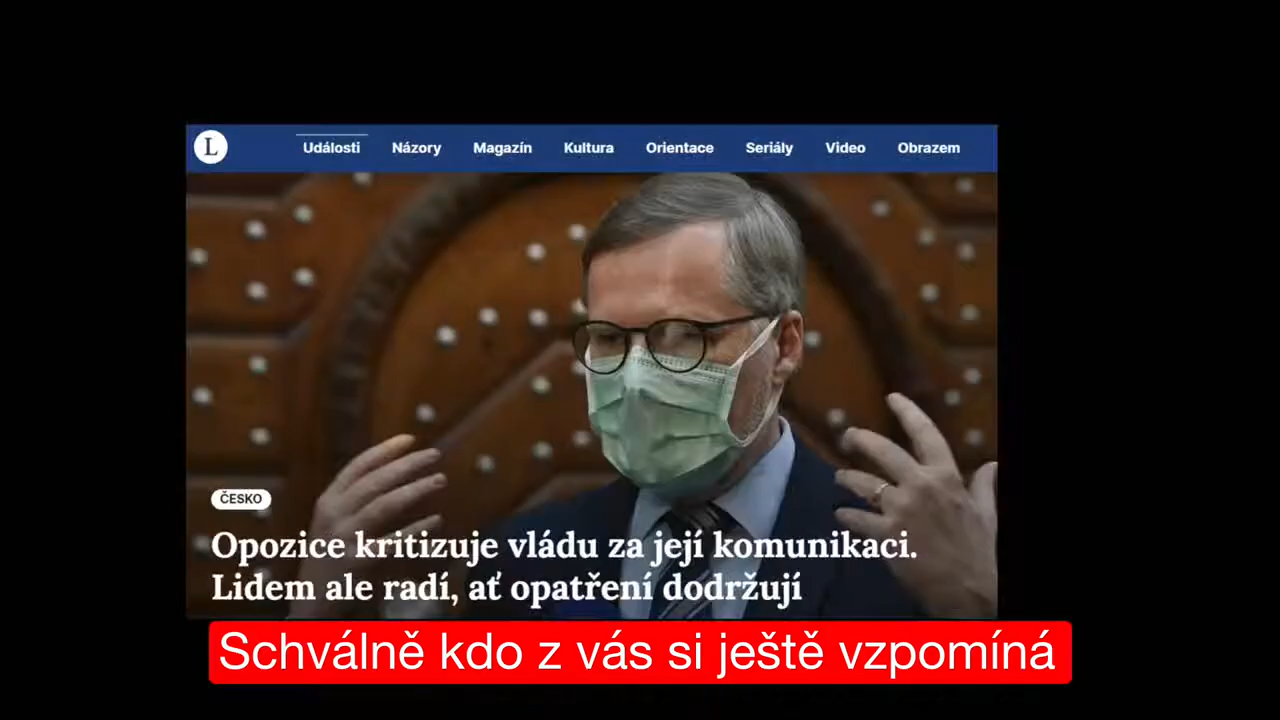 L Události Názory Magazín Kultura Orientace Seriály Video Obrazem
ČESKO
Opozice kritizuje vládu za její komunikaci.
Lidem ale radí, ať opatření dodržují
Schválně kdo z vás si ještě vzpomíná